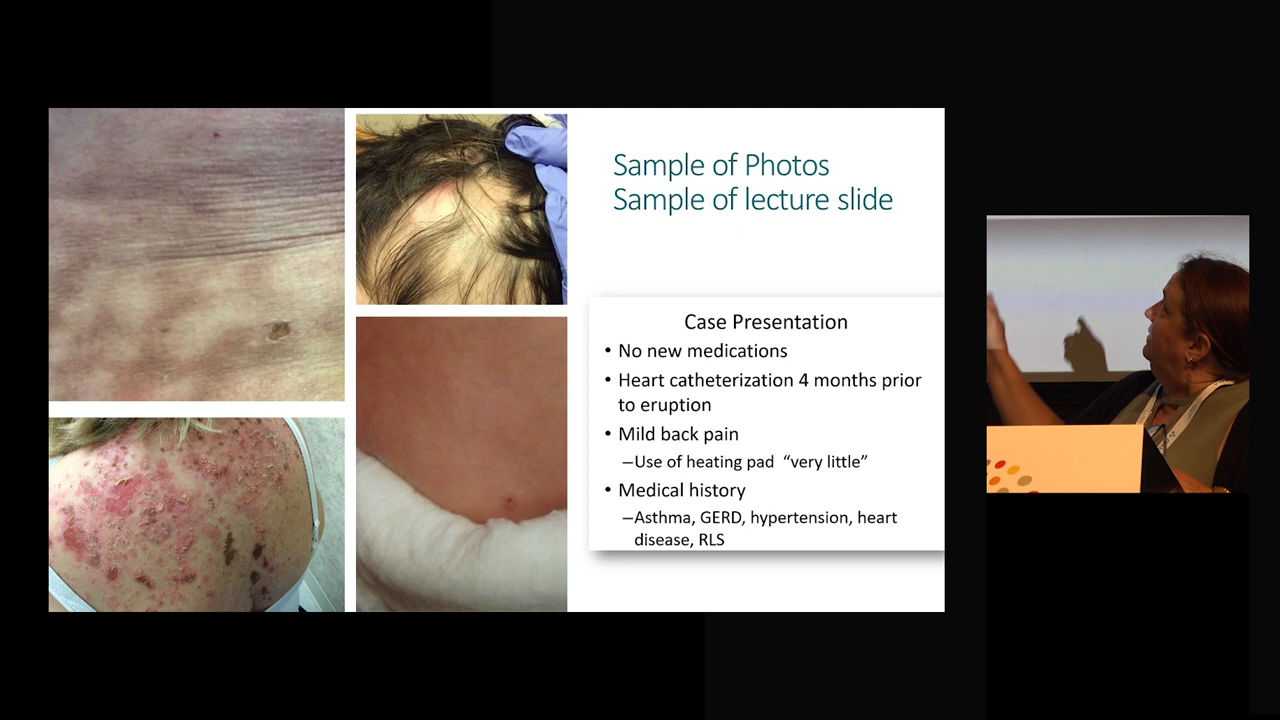 Sample of Photos
Sample of lecture slide
Case Presentation
• No new medications
• Heart catheterization 4 months prior
to eruption
• Mild back pain
–Use of heating pad “very little”
• Medical history
–Asthma, GERD, hypertension, heart
disease, RLS